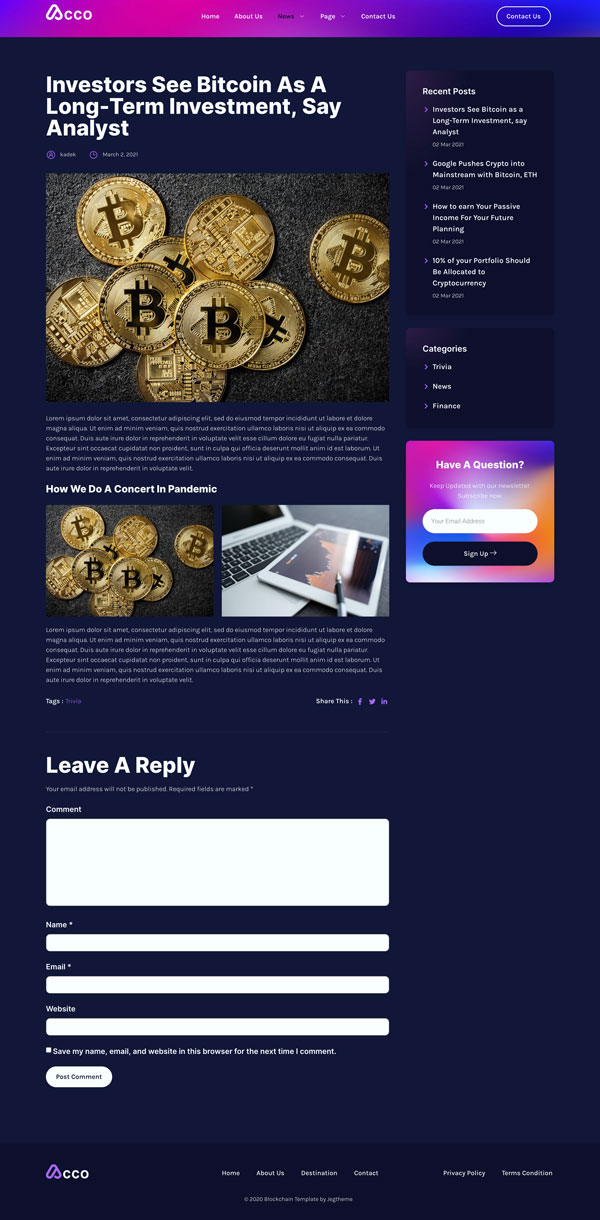 Acco
Home About Us News Page Contact Us
Contact Us
Investors See Bitcoin As A
Long-Term Investment, Say
Analyst
kadek March 2, 2021
Lorem ipsum dolor sit amet, consectetur adipiscing elit, sed do eiusmod tempor incididunt ut labore et dolore
magna aliqua. Ut enim ad minim veniam, quis nostrud exercitation ullamco laboris nisi ut aliquip ex ea commodo
consequat. Duis aute irure dolor in reprehenderit in voluptate velit esse cillum dolore eu fugiat nulla pariatur.
Excepteur sint occaecat cupidatat non proident, sunt in culpa qui officia deserunt mollit anim id est laborum. Ut
enim ad minim veniam, quis nostrud exercitation ullamco laboris nisi ut aliquip ex ea commodo consequat. Duis
aute irure dolor in reprehenderit in voluptate velit.
How We Do A Concert In Pandemic
Lorem ipsum dolor sit amet, consectetur adipiscing elit, sed do eiusmod tempor incididunt ut labore et dolore
magna aliqua. Ut enim ad minim veniam, quis nostrud exercitation ullamco laboris nisi ut aliquip ex ea commodo
consequat. Duis aute irure dolor in reprehenderit in voluptate velit esse cillum dolore eu fugiat nulla pariatur.
Excepteur sint occaecat cupidatat non proident, sunt in culpa qui officia deserunt mollit anim id est laborum. Ut
enim ad minim veniam, quis nostrud exercitation ullamco laboris nisi ut aliquip ex ea commodo consequat. Duis
aute irure dolor in reprehenderit in voluptate velit.
Tags : Trivia
Share This :
Leave A Reply
Your email address will not be published. Required fields are marked *
Comment
Name *
Email *
Website
Save my name, email, and website in this browser for the next time I comment.
Post Comment
Recent Posts
Investors See Bitcoin as a
Long-Term Investment, say
Analyst
02 Mar 2021
Google Pushes Crypto into
Mainstream with Bitcoin, ETH
02 Mar 2021
How to earn Your Passive
Income For Your Future
Planning
02 Mar 2021
10% of your Portfolio Should
Be Allocated to
Cryptocurrency
02 Mar 2021
Categories
Trivia
News
Finance
Have A Question?
Keep Updated with our newsletter.
Subscribe now
Your Email Address
Sign Up
Acco
Home About Us Destination Contact
Privacy Policy Terms Condition
© 2020 Blockchain Template by Jegtheme